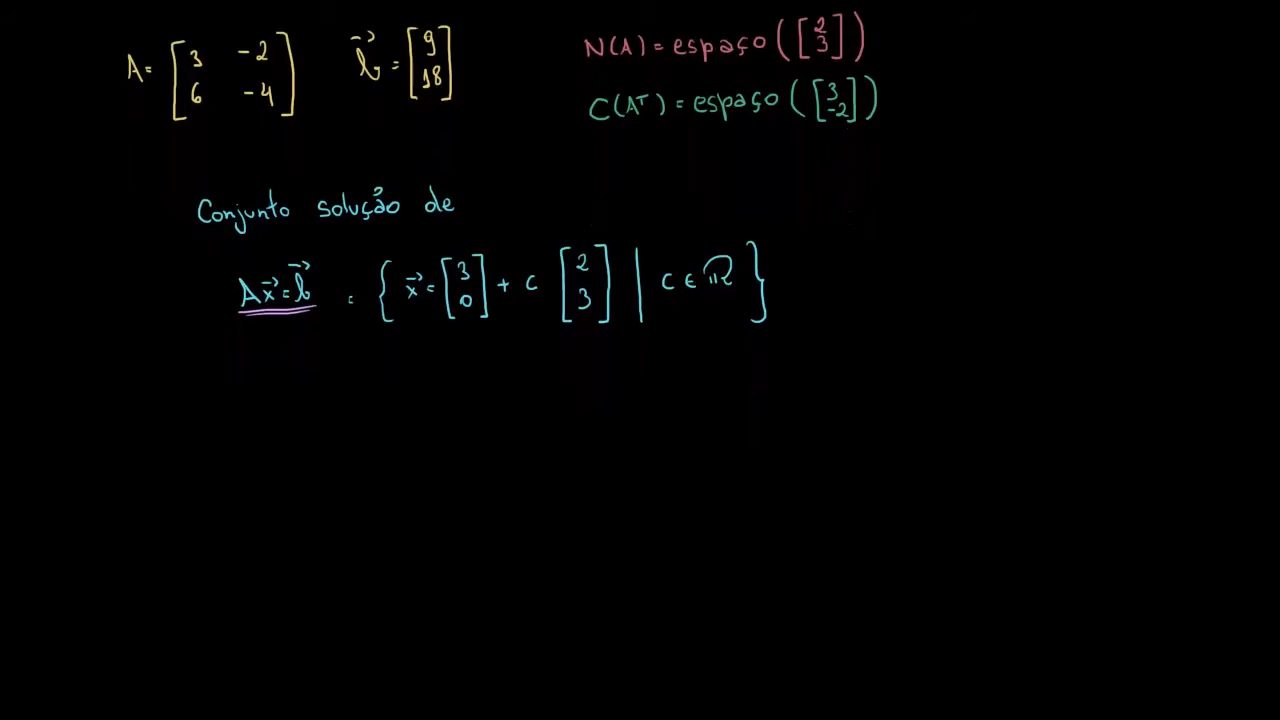 A = [3 -2; 6 -4] b⃗ = [9; 18] N(A) = espaço ([2; 3])
C(Aᵀ) = espaço ([3; -2])
Conjunto solução de
Ax⃗ = b⃗ = { x⃗ = [3; 0] + C [2; 3] | C ∈ ℝ }